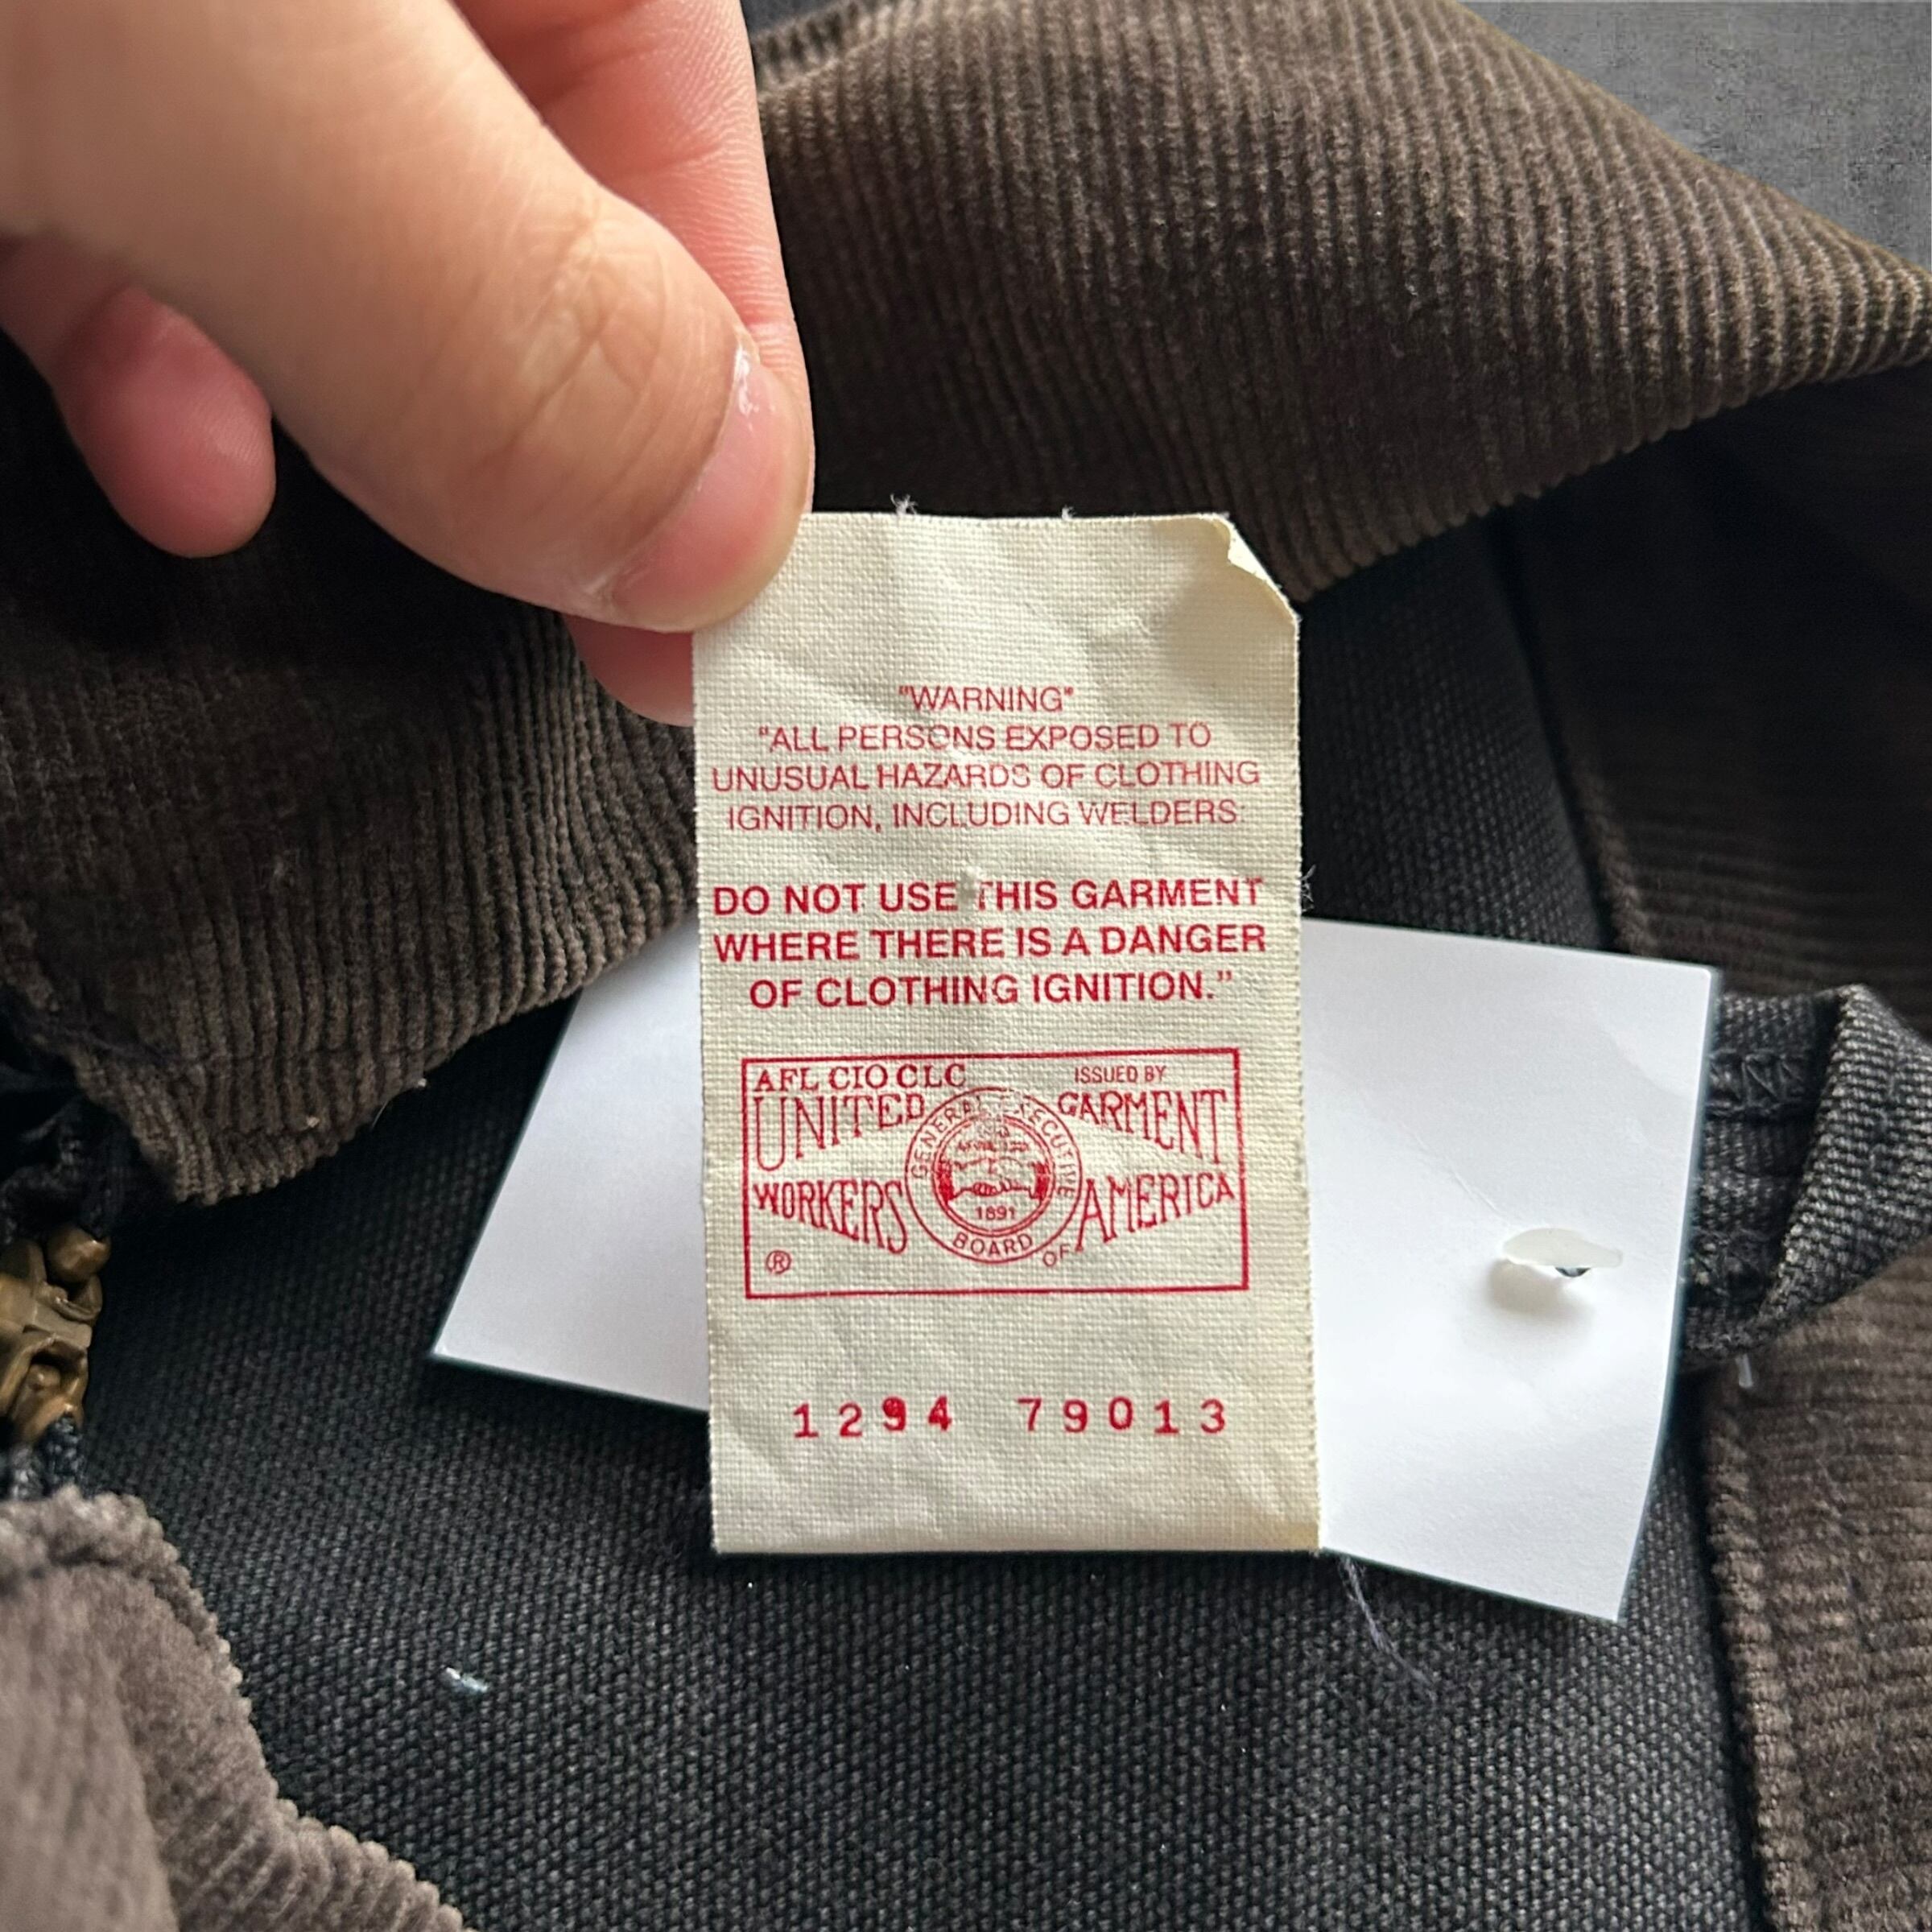 "WARNING"
"ALL PERSONS EXPOSED TO
UNUSUAL HAZARDS OF CLOTHING
IGNITION, INCLUDING WELDERS
DO NOT USE THIS GARMENT
WHERE THERE IS A DANGER
OF CLOTHING IGNITION."
AFL CIO CLC ISSUED BY
UNITED GARMENT
WORKERS OF AMERICA
GENERAL EXECUTIVE
BOARD
1891
®
1294 79013